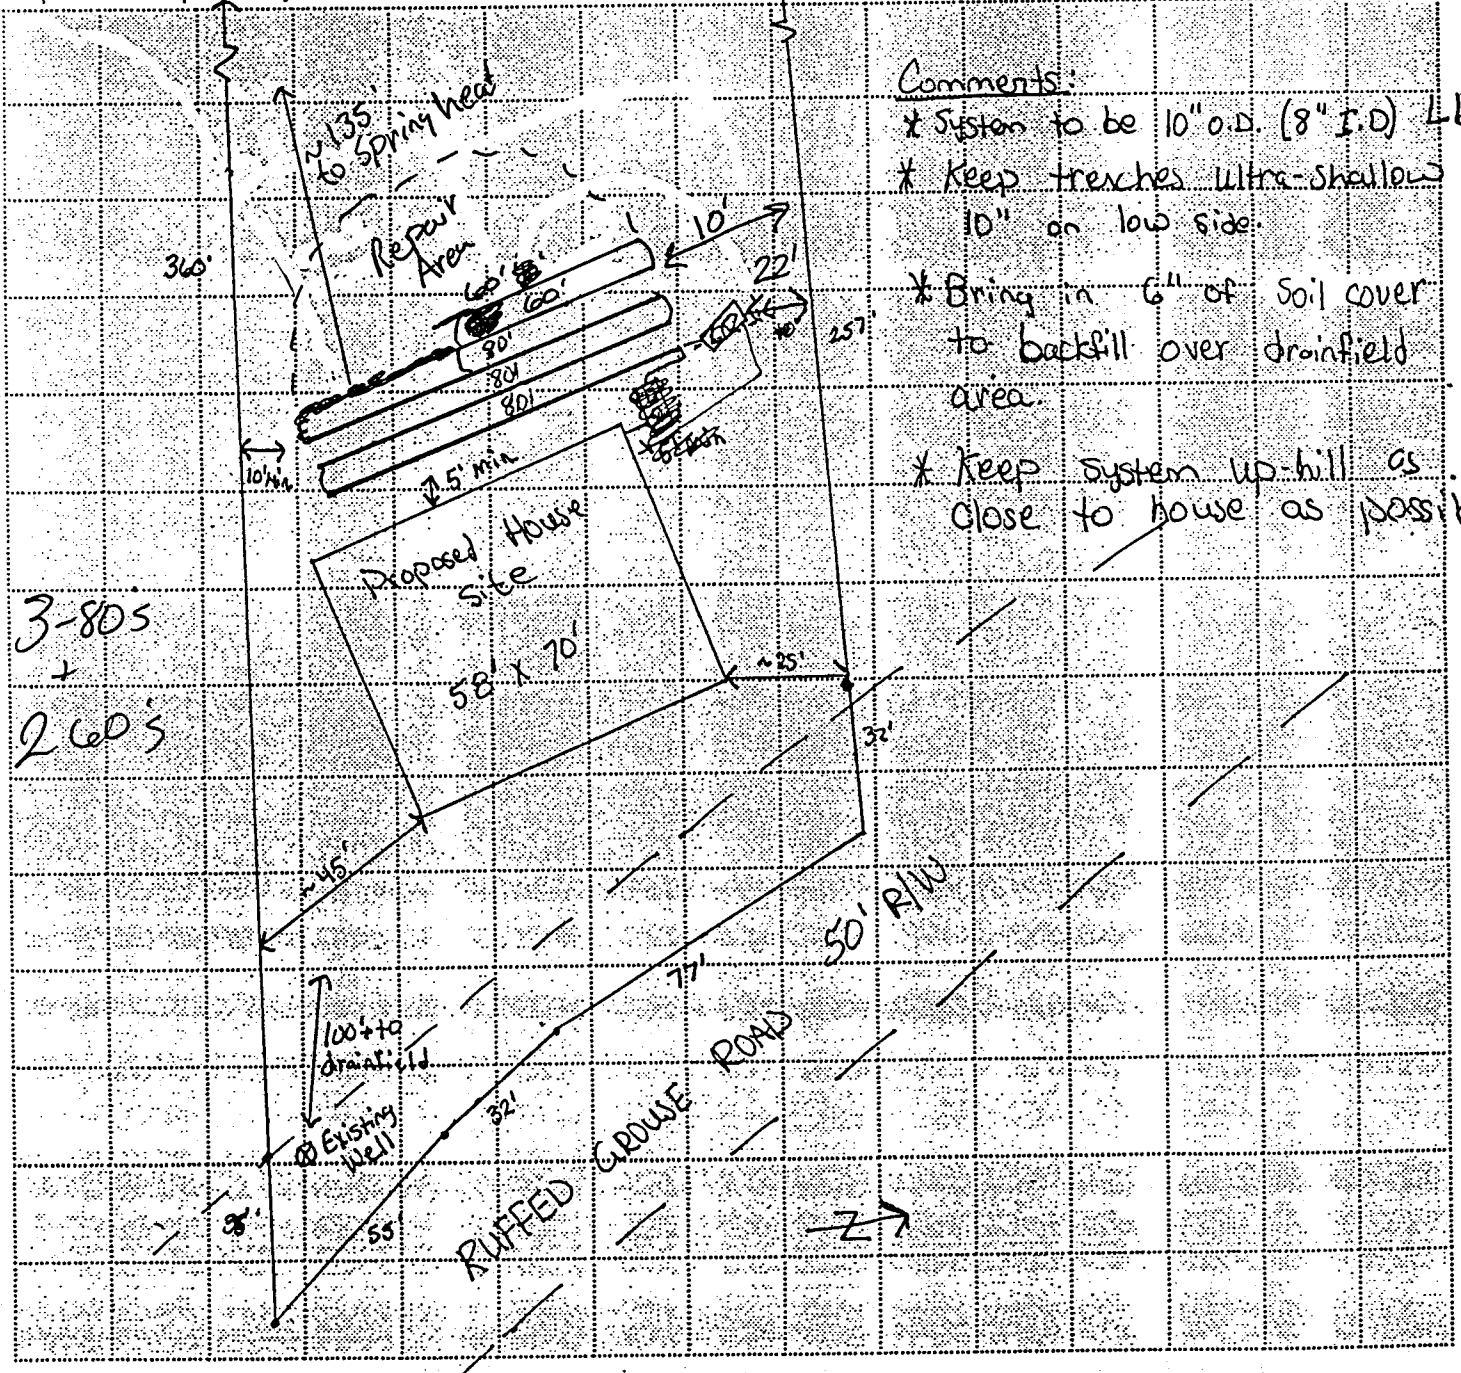 Comments:
* System to be 10" O.D. (8" I.D)
* Keep trenches ultra-shallow
10" on low side.
* Bring in 6" of soil cover
to backfill over drainfield
area.
* Keep system up-hill as
close to house as possi
~135'
to Spring head
Repair
Area
10'
360'
60'
60'
22'
80'
80'
80'
257'
10' Min
5' min
Proposed House
Site
58' x 70'
3-80s
+
2 60's
~25'
32'
~45'
77'
50' R/W
100'+ to
drainfield
Existing
Well
32'
55'
RUFFED GROUSE ROAD
Z